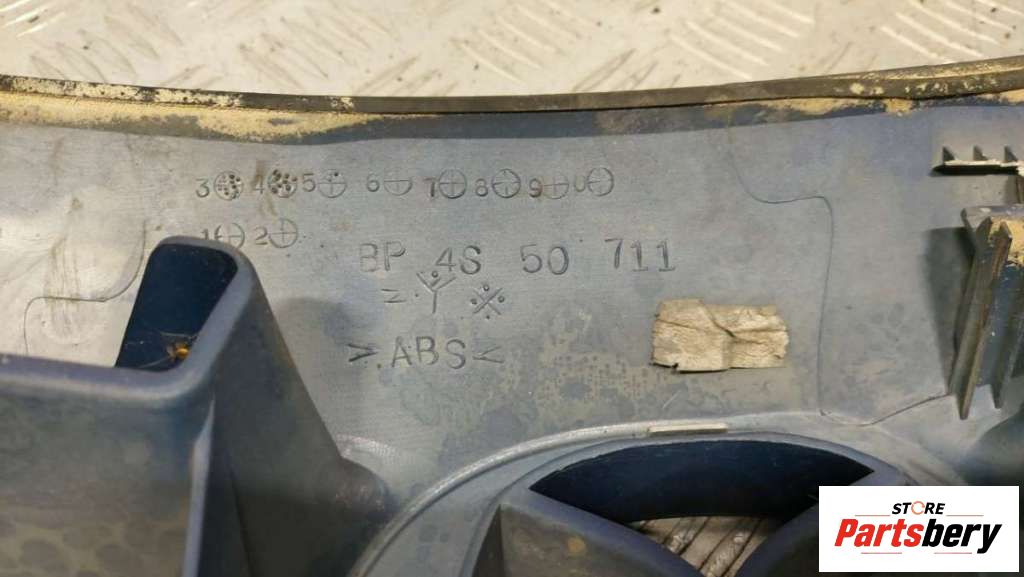 3 4 5 6 7 8 9 0
1 2
BP 4S 50 711
>ABS<
STORE
Partsbery